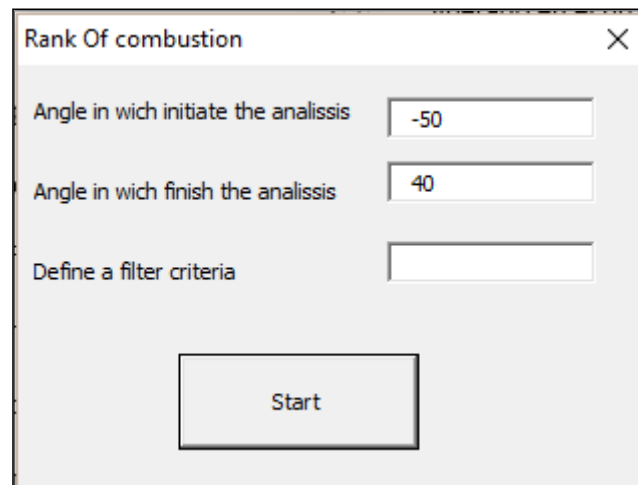 Rank Of combustion
Angle in wich initiate the analissis
-50
Angle in wich finish the analissis
40
Define a filter criteria
Start